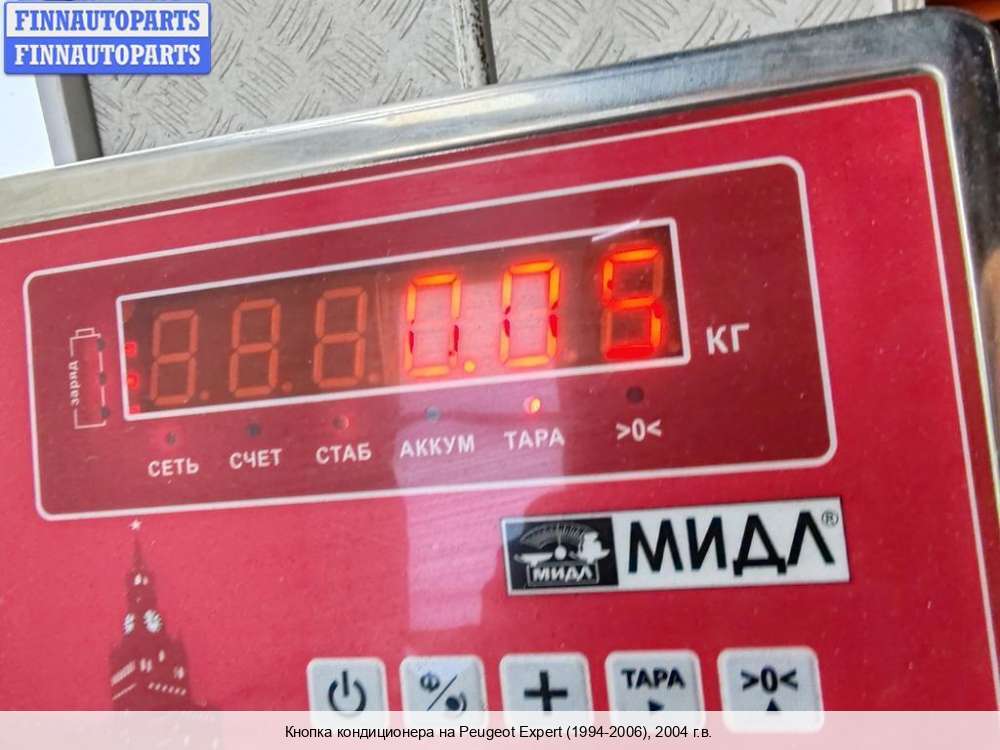 FINNAUTOPARTS
FINNAUTOPARTS
0.05
КГ
заряд
СЕТЬ СЧЕТ СТАБ АККУМ ТАРА >0<
МИДЛ МИДЛ®
Ф ТАРА >0<
Кнопка кондиционера на Peugeot Expert (1994-2006), 2004 г.в.